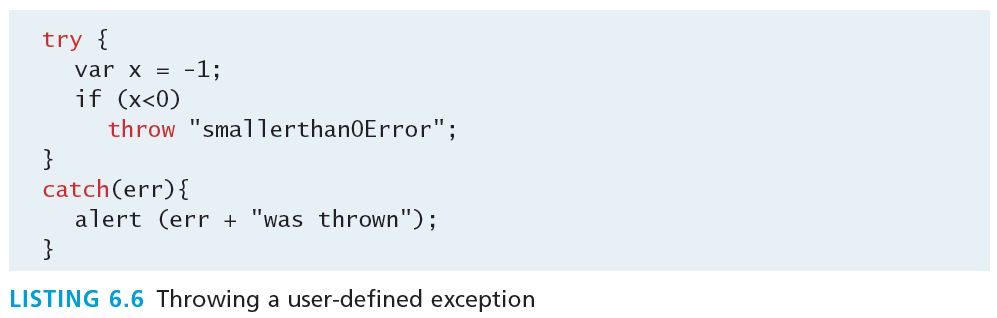 try {
   var x = -1;
   if (x<0)
      throw "smallerthan0Error";
}
catch(err){
   alert (err + "was thrown");
}
LISTING 6.6 Throwing a user-defined exception